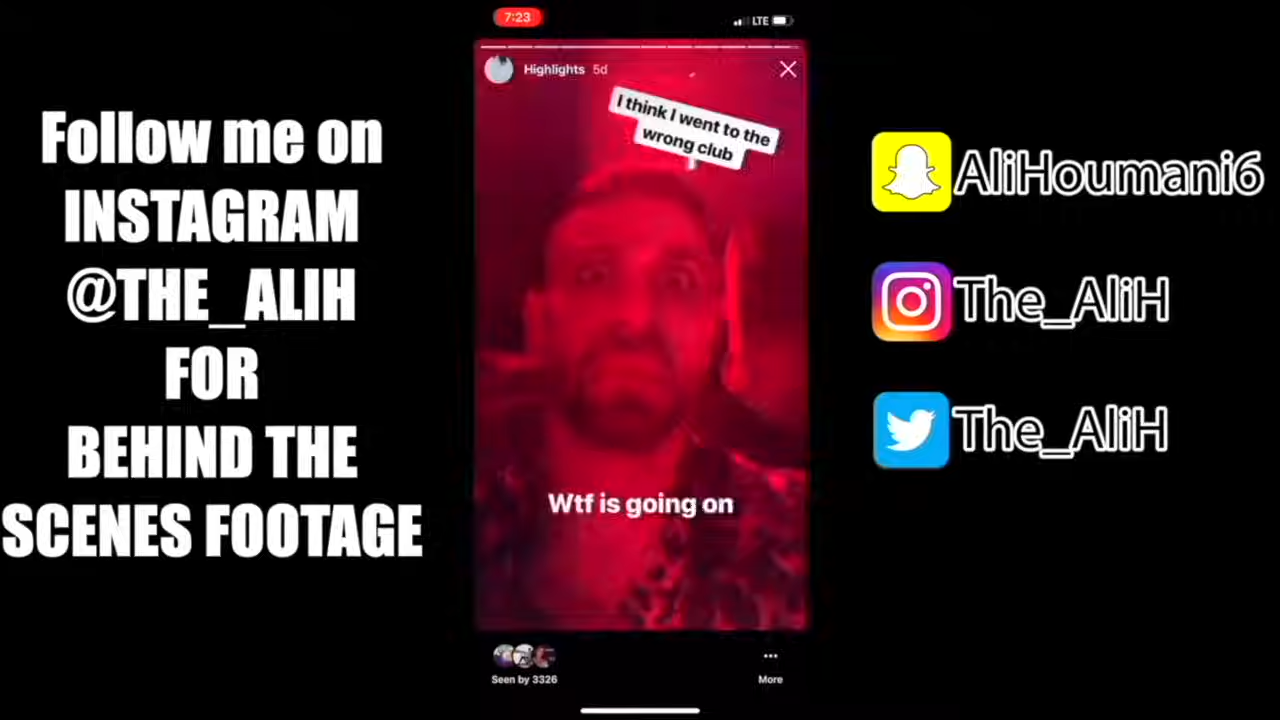 Follow me on
INSTAGRAM
@THE_ALIH
FOR
BEHIND THE
SCENES FOOTAGE
7:23
LTE
Highlights 5d
I think I went to the
wrong club
Wtf is going on
Seen by 3326
More
AliHoumani6
The_AliH
The_AliH